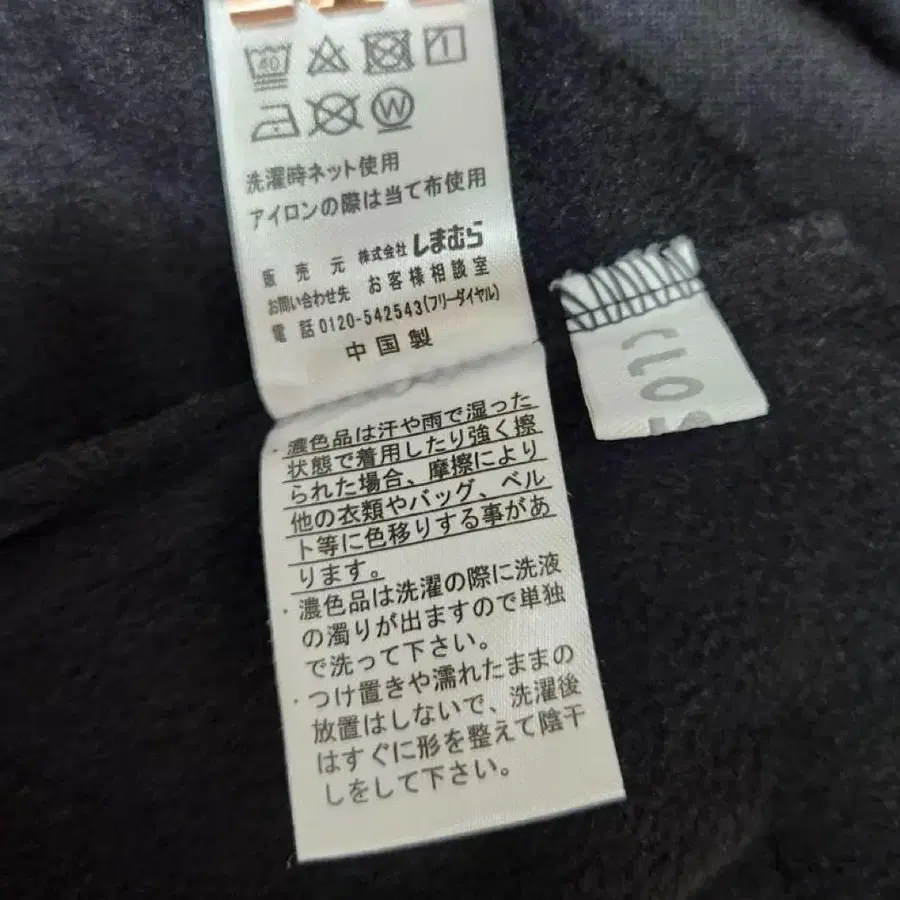 40
1
W
洗濯時ネット使用
アイロンの際は当て布使用
販売元 株式会社しまむら
お問い合わせ先 お客様相談室
電話0120-542543(フリーダイヤル)
中国製
・濃色品は汗や雨で湿った
状態で着用したり強く擦
られた場合、摩擦により
他の衣類やバッグ、ベル
ト等に色移りする事があ
ります。
・濃色品は洗濯の際に洗液
の濁りが出ますので単独
で洗って下さい。
・つけ置きや濡れたままの
放置はしないで、洗濯後
はすぐに形を整えて陰干
しをして下さい。